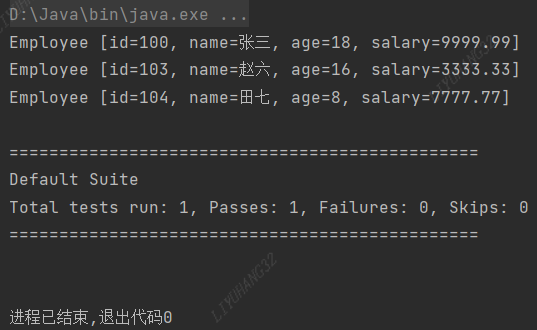 D:\Java\bin\java.exe ...
Employee [id=100, name=张三, age=18, salary=9999.99]
Employee [id=103, name=赵六, age=16, salary=3333.33]
Employee [id=104, name=田七, age=8, salary=7777.77]
===============================================
Default Suite
Total tests run: 1, Passes: 1, Failures: 0, Skips: 0
===============================================
进程已结束,退出代码0
LIYUHANG32